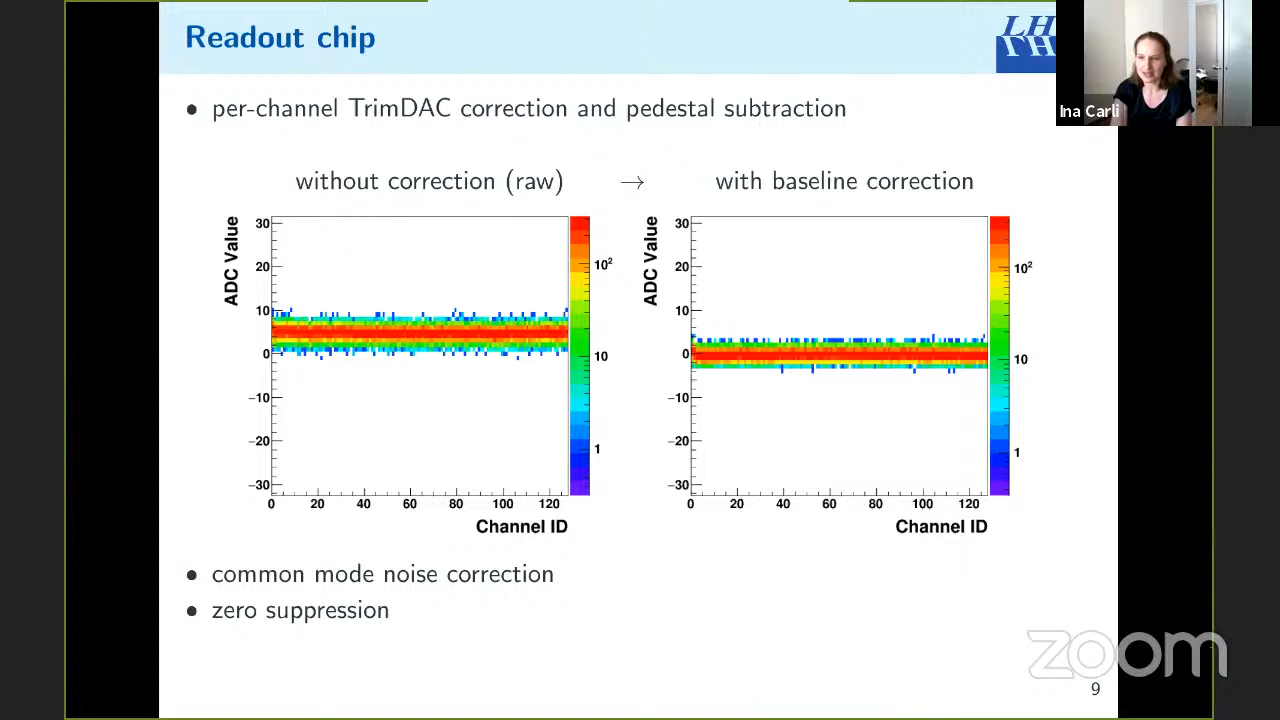 Readout chip
LH
Ina Carli
• per-channel TrimDAC correction and pedestal subtraction
without correction (raw) → with baseline correction
ADC Value
30
20
10
0
−10
−20
−30
0 20 40 60 80 100 120
Channel ID
10²
10
1
ADC Value
30
20
10
0
−10
−20
−30
0 20 40 60 80 100 120
Channel ID
10²
10
1
• common mode noise correction
• zero suppression
zoom
9